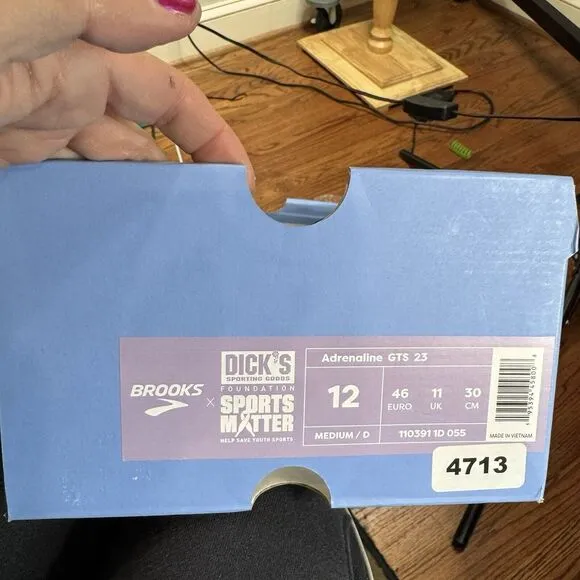 BROOKS
×
DICK'S
SPORTING GOODS
FOUNDATION
SPORTS
MATTER
HELP SAVE YOUTH SPORTS
Adrenaline GTS 23
12
46 11 30
EURO UK CM
MEDIUM / D
110391 1D 055
MADE IN VIETNAM
4713